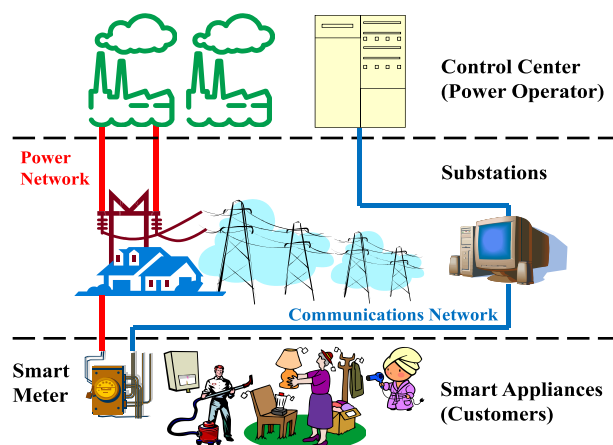 Control Center
(Power Operator)
Power
Network
Substations
Communications Network
Smart
Meter
Smart Appliances
(Customers)